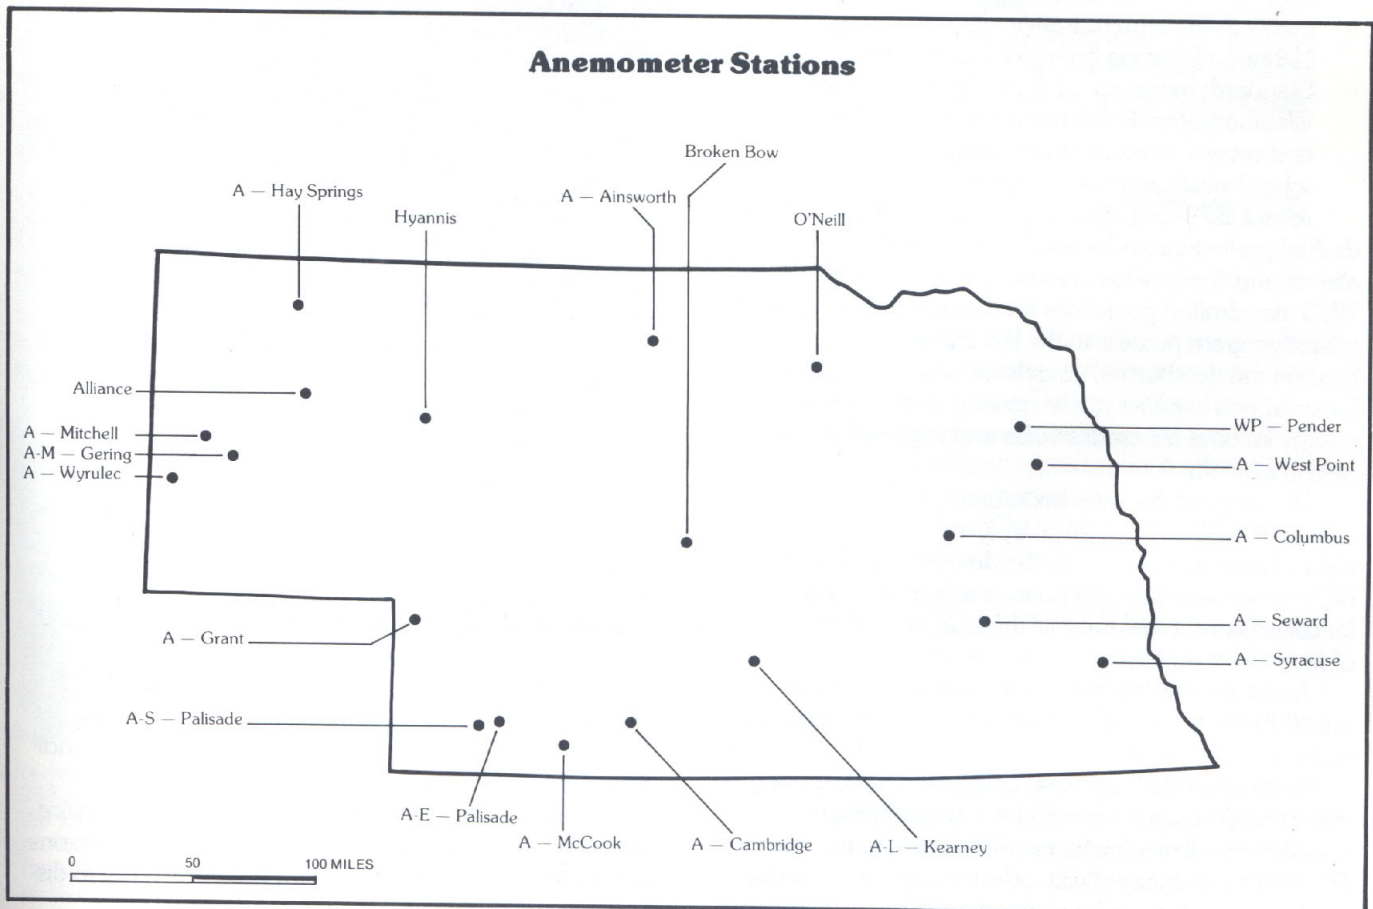 Anemometer Stations
Broken Bow
A — Hay Springs
A — Ainsworth
Hyannis
O'Neill
Alliance
A — Mitchell
A-M — Gering
A — Wyrulec
WP — Pender
A — West Point
A — Columbus
A — Grant
A — Seward
A — Syracuse
A-S — Palisade
A-E — Palisade
A — McCook
A — Cambridge
A-L — Kearney
0 50 100 MILES